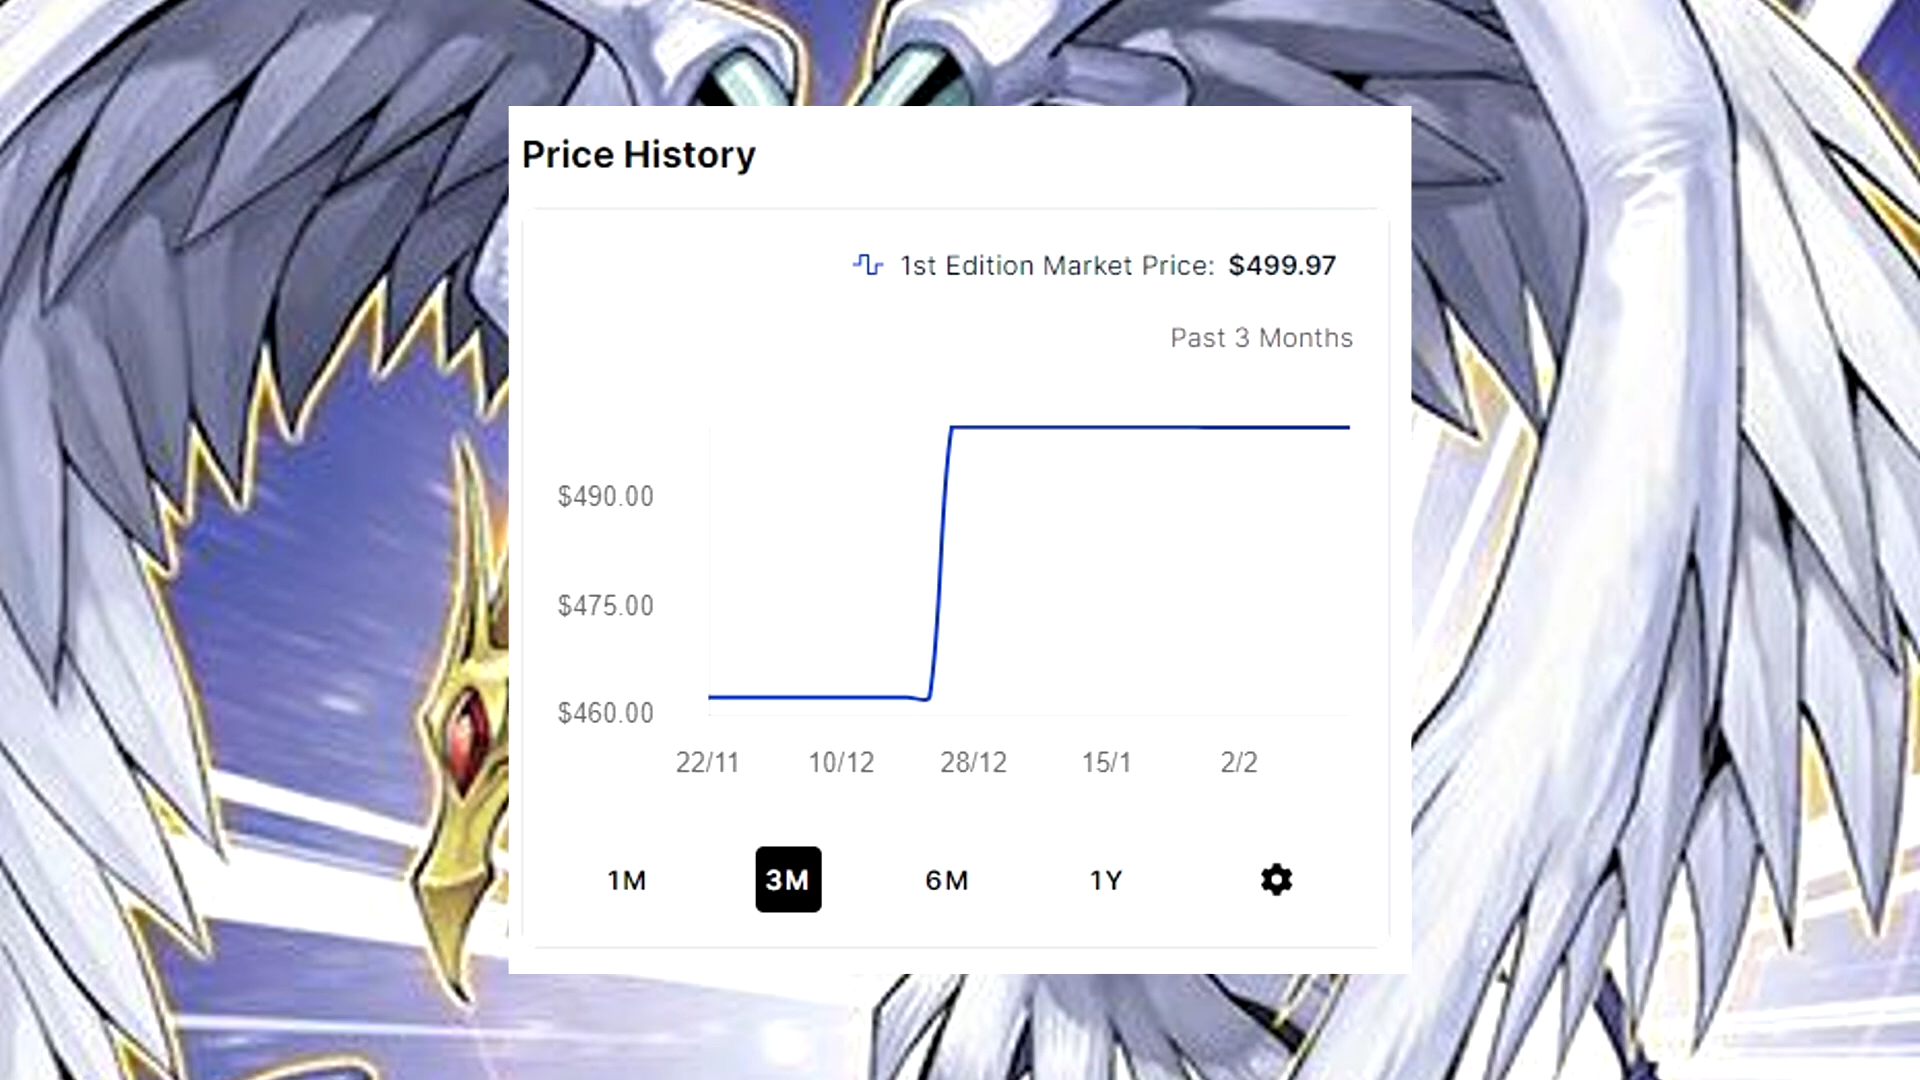 Price History
1st Edition Market Price: $499.97
Past 3 Months
$490.00
$475.00
$460.00
22/11 10/12 28/12 15/1 2/2
1M 3M 6M 1Y